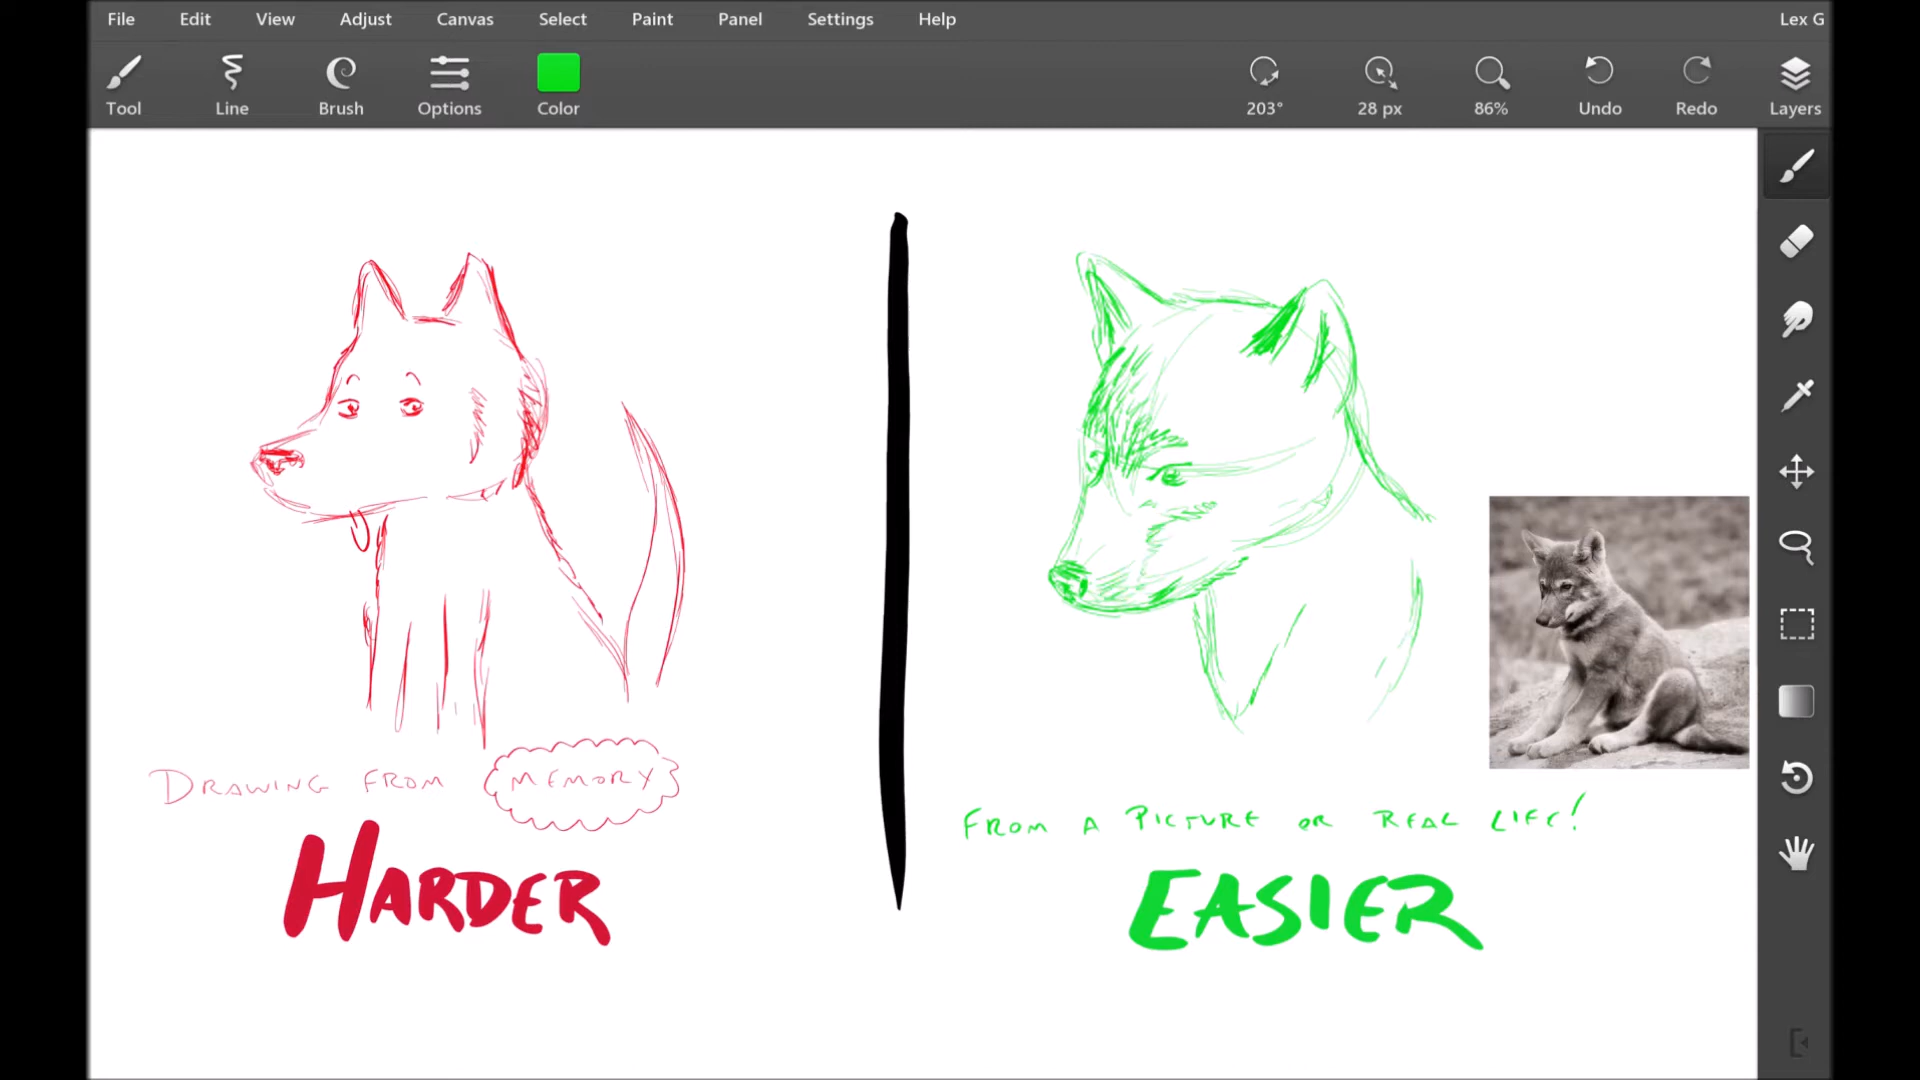 File Edit View Adjust Canvas Select Paint Panel Settings Help Lex G
Tool Line Brush Options Color 203° 28 px 86% Undo Redo Layers
DRAWING FROM MEMORY
HARDER
FROM A PICTURE OR REAL LIFE!
EASIER